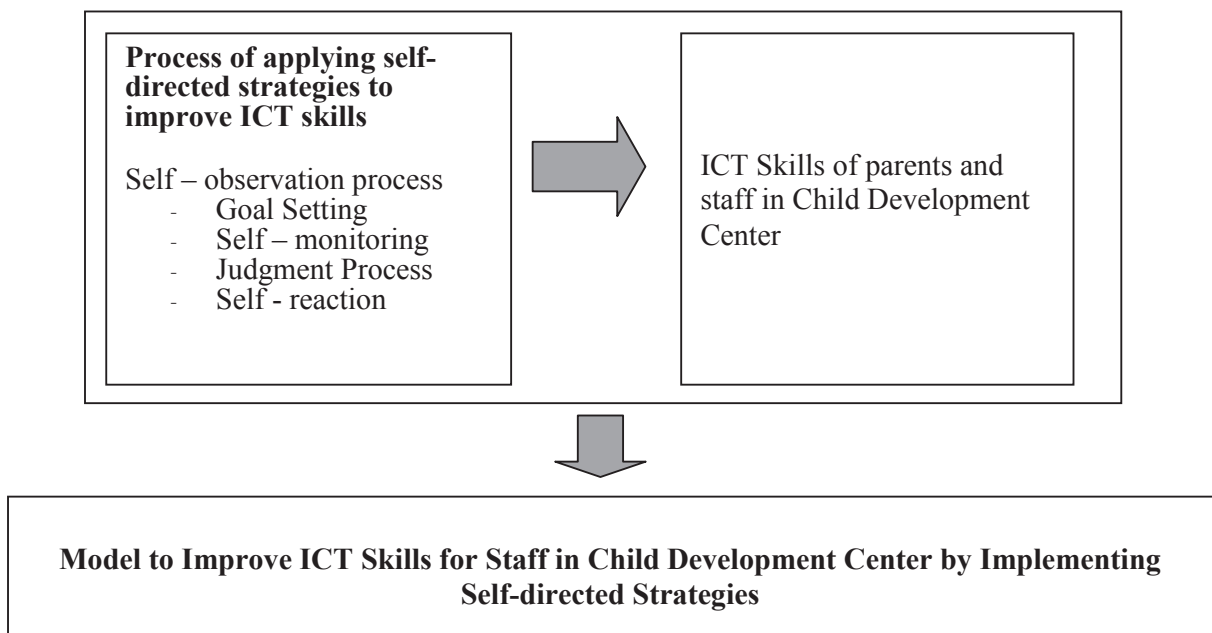 Process of applying self-
directed strategies to
improve ICT skills
Self – observation process
- Goal Setting
- Self – monitoring
- Judgment Process
- Self - reaction
ICT Skills of parents and
staff in Child Development
Center
Model to Improve ICT Skills for Staff in Child Development Center by Implementing
Self-directed Strategies